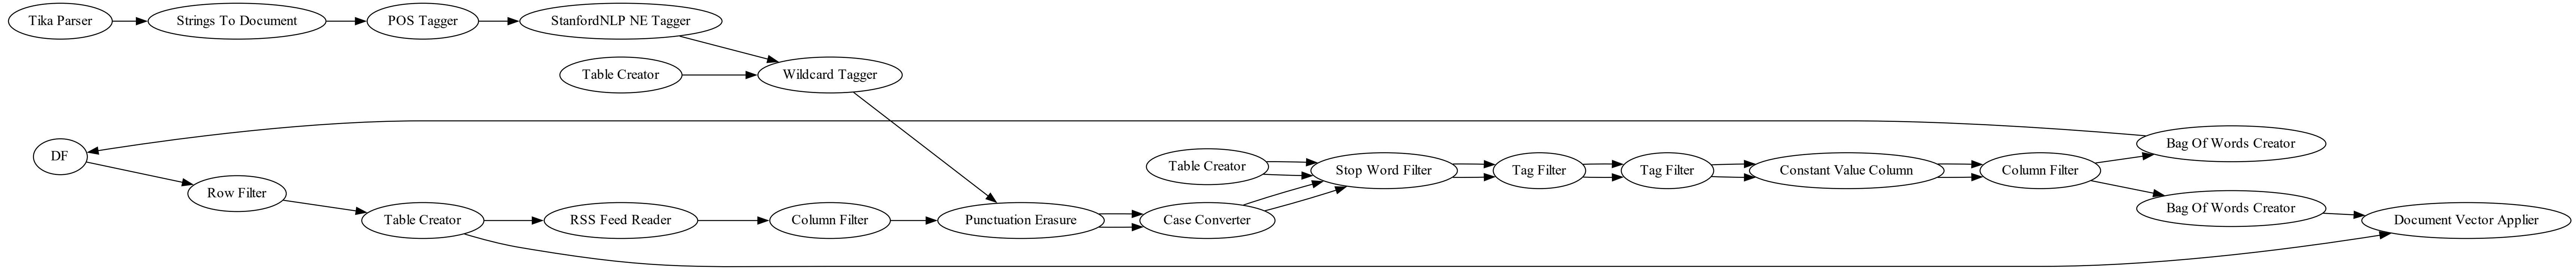 Tika Parser
Strings To Document
POS Tagger
StanfordNLP NE Tagger
Table Creator
Wildcard Tagger
DF
Row Filter
Table Creator
RSS Feed Reader
Column Filter
Punctuation Erasure
Table Creator
Case Converter
Stop Word Filter
Tag Filter
Tag Filter
Constant Value Column
Column Filter
Bag Of Words Creator
Bag Of Words Creator
Document Vector Applier